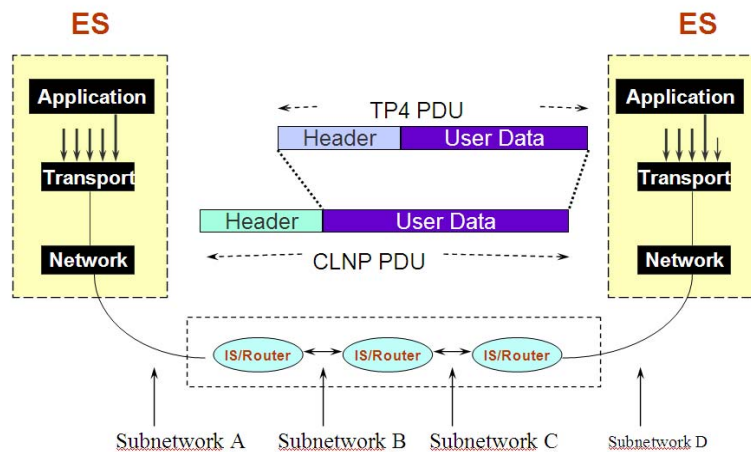 ES
ES
Application
TP4 PDU
Application
Header
User Data
Transport
Transport
Header
User Data
Network
CLNP PDU
Network
IS/Router
IS/Router
IS/Router
Subnetwork A
Subnetwork B
Subnetwork C
Subnetwork D